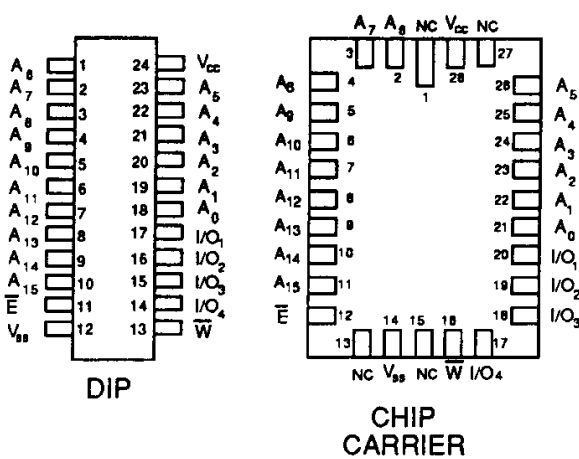 A₇ A₆ NC V_CC NC
A₆ 1 24 V_CC
A₇ 2 23 A₅
A₈ 3 22 A₄
A₉ 4 21 A₃
A₁₀ 5 20 A₂
A₁₁ 6 19 A₁
A₁₂ 7 18 A₀
A₁₃ 8 17 I/O₁
A₁₄ 9 16 I/O₂
A₁₅ 10 15 I/O₃
E̅ 11 14 I/O₄
V_SS 12 13 W̅
DIP
3 2 1 28 27
A₈ 4 26 A₅
A₉ 5 25 A₄
A₁₀ 6 24 A₃
A₁₁ 7 23 A₂
A₁₂ 8 22 A₁
A₁₃ 9 21 A₀
A₁₄ 10 20 I/O₁
A₁₅ 11 19 I/O₂
E̅ 12 18 I/O₃
13 14 15 16 17
NC V_SS NC W̅ I/O₄
CHIP
CARRIER